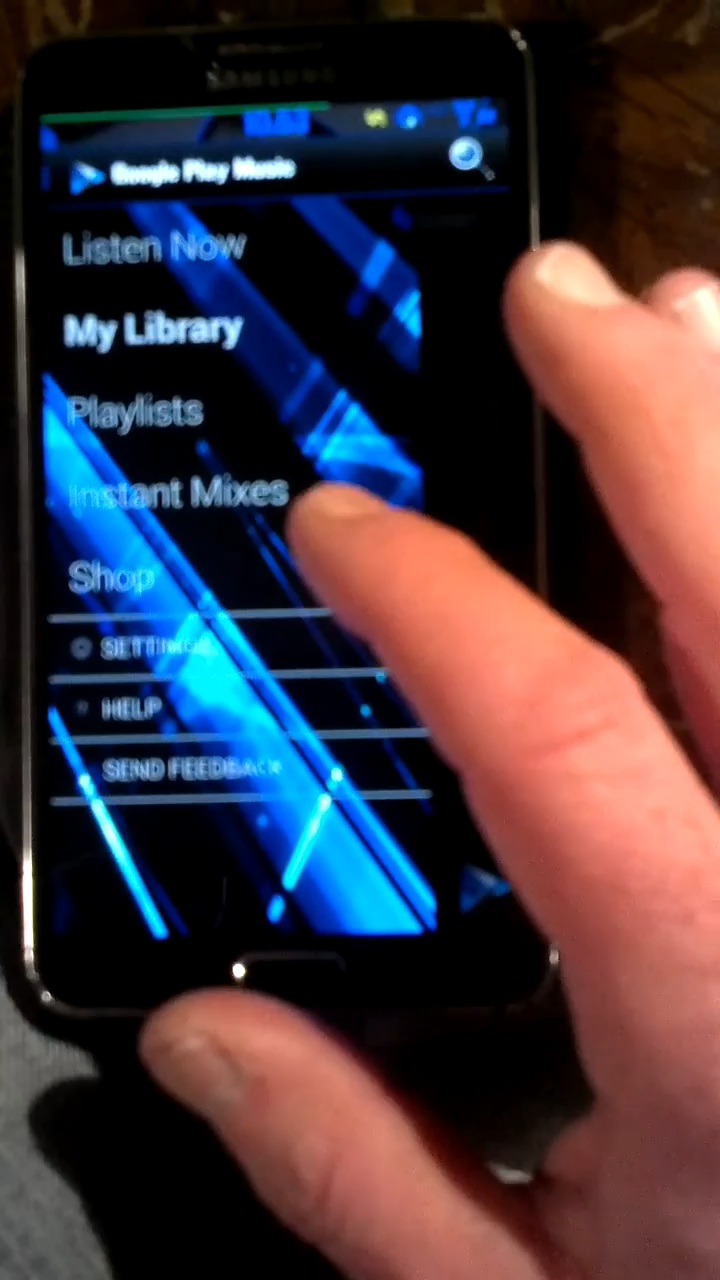 SAMSUNG
Google Play Music
Listen Now
My Library
Playlists
Instant Mixes
Shop
SETTINGS
HELP
SEND FEEDBACK